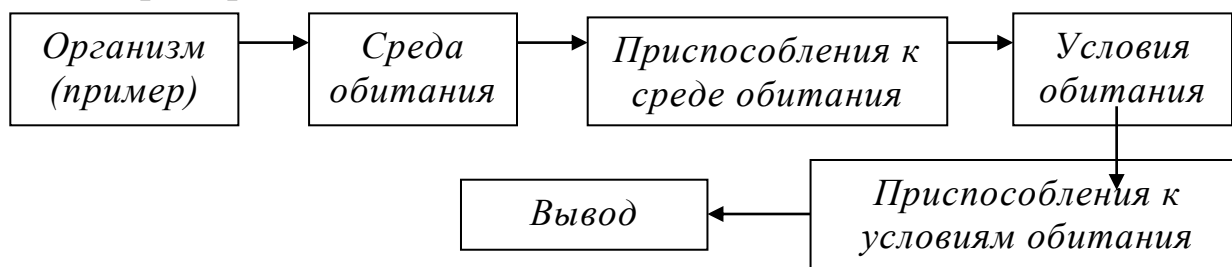 Организм
(пример)
Среда
обитания
Приспособления к
среде обитания
Условия
обитания
Приспособления к
условиям обитания
Вывод